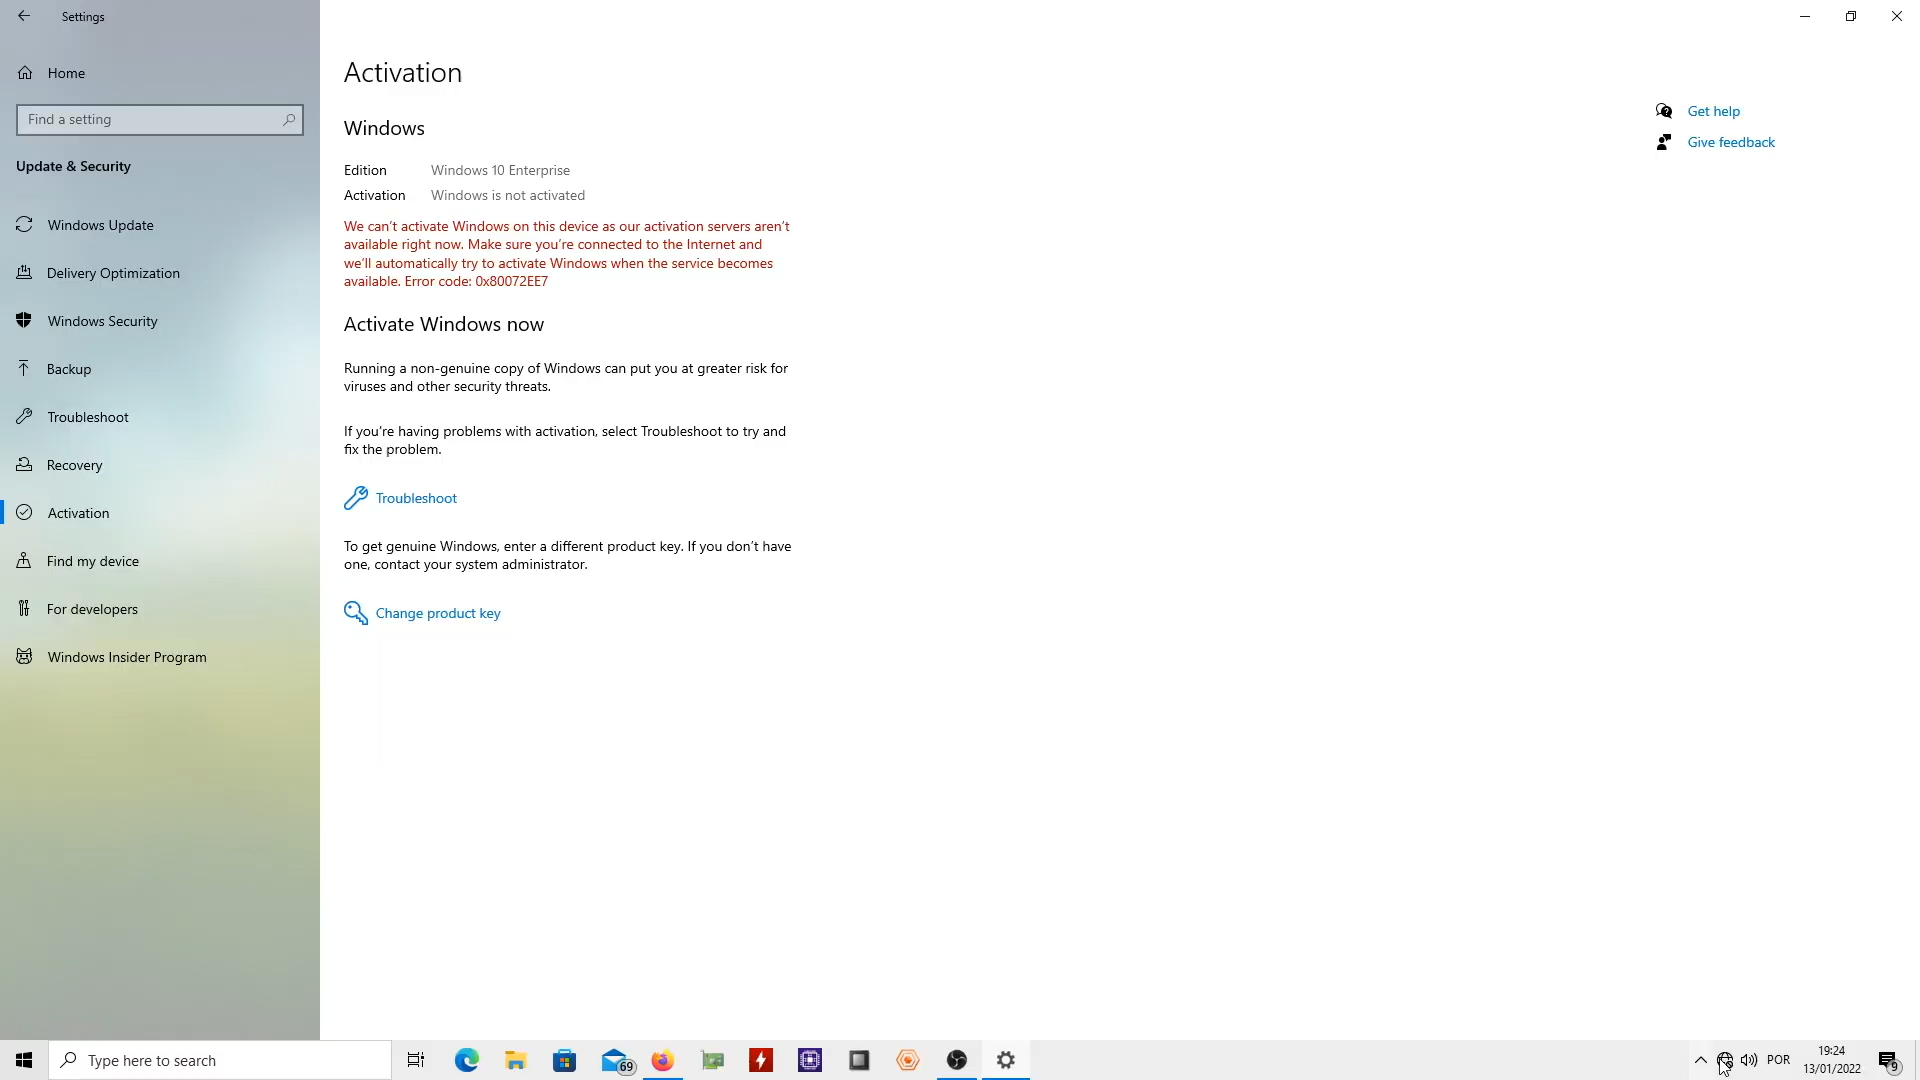 Settings
Home
Find a setting
Update & Security
Windows Update
Delivery Optimization
Windows Security
Backup
Troubleshoot
Recovery
Activation
Find my device
For developers
Windows Insider Program
Activation
Windows
Edition Windows 10 Enterprise
Activation Windows is not activated
We can't activate Windows on this device as our activation servers aren't
available right now. Make sure you're connected to the Internet and
we'll automatically try to activate Windows when the service becomes
available. Error code: 0x80072EE7
Activate Windows now
Running a non-genuine copy of Windows can put you at greater risk for
viruses and other security threats.
If you're having problems with activation, select Troubleshoot to try and
fix the problem.
Troubleshoot
To get genuine Windows, enter a different product key. If you don't have
one, contact your system administrator.
Change product key
Get help
Give feedback
Type here to search
69
POR
19:24
13/01/2022
9